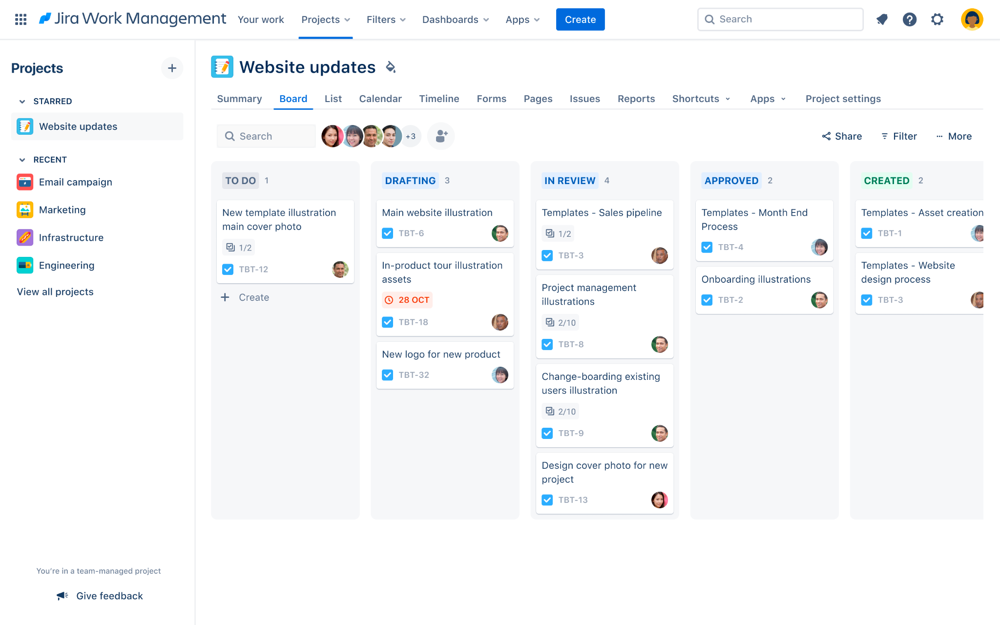 Jira Work Management
Your work
Projects
Filters
Dashboards
Apps
Create
Search
Projects
STARRED
Website updates
RECENT
Email campaign
Marketing
Infrastructure
Engineering
View all projects
You're in a team-managed project
Give feedback
Website updates
Summary
Board
List
Calendar
Timeline
Forms
Pages
Issues
Reports
Shortcuts
Apps
Project settings
Search
+3
Share
Filter
More
TO DO 1
New template illustration
main cover photo
1/2
TBT-12
Create
DRAFTING 3
Main website illustration
TBT-6
In-product tour illustration
assets
28 OCT
TBT-18
New logo for new product
TBT-32
IN REVIEW 4
Templates - Sales pipeline
1/2
TBT-3
Project management
illustrations
2/10
TBT-8
Change-boarding existing
users illustration
2/10
TBT-9
Design cover photo for new
project
TBT-13
APPROVED 2
Templates - Month End
Process
TBT-4
Onboarding illustrations
TBT-2
CREATED 2
Templates - Asset creation
TBT-1
Templates - Website
design process
TBT-3